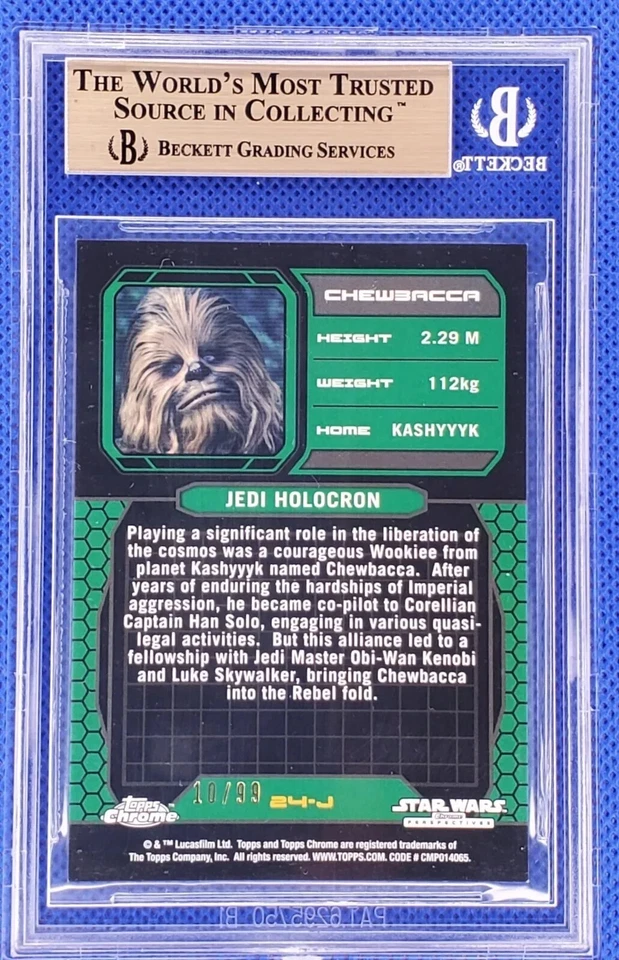 THE WORLD'S MOST TRUSTED
SOURCE IN COLLECTING™
B BECKETT GRADING SERVICES
B
BECKETT®
CHEWBACCA
HEIGHT 2.29 M
WEIGHT 112kg
HOME KASHYYYK
JEDI HOLOCRON
Playing a significant role in the liberation of
the cosmos was a courageous Wookiee from
planet Kashyyyk named Chewbacca. After
years of enduring the hardships of Imperial
aggression, he became co-pilot to Corellian
Captain Han Solo, engaging in various quasi-
legal activities. But this alliance led to a
fellowship with Jedi Master Obi-Wan Kenobi
and Luke Skywalker, bringing Chewbacca
into the Rebel fold.
10/99 24-J
Topps Chrome™
STAR WARS
Chrome
PERSPECTIVES
© & ™ Lucasfilm Ltd. Topps and Topps Chrome are registered trademarks of
The Topps Company, Inc. All rights reserved. WWW.TOPPS.COM. CODE # CMP014065.
PAT 6295750 B1